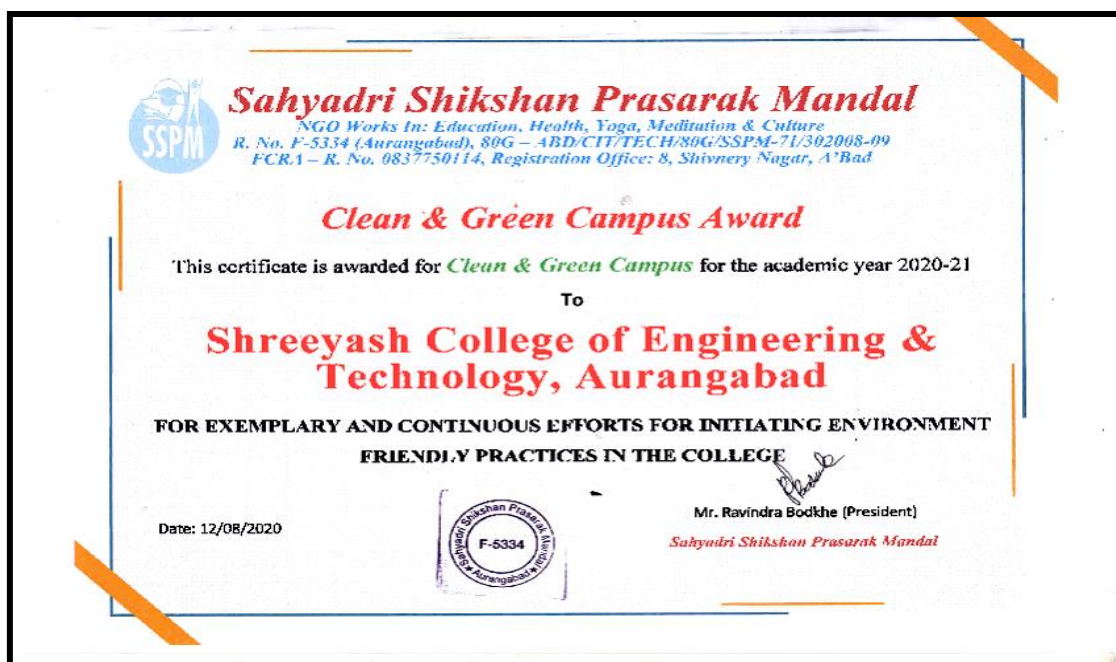 SSPM
Sahyadri Shikshan Prasarak Mandal
NGO Works In: Education, Health, Yoga, Meditation & Culture
R. No. F-5334 (Aurangabad), 80G – ABD/CIT/TECH/80G/SSPM-71/302008-09
FCRA – R. No. 0837750114, Registration Office: 8, Shivnery Nagar, A'Bad
Clean & Green Campus Award
This certificate is awarded for Clean & Green Campus for the academic year 2020-21
To
Shreeyash College of Engineering &
Technology, Aurangabad
FOR EXEMPLARY AND CONTINUOUS EFFORTS FOR INITIATING ENVIRONMENT
FRIENDLY PRACTICES IN THE COLLEGE
Date: 12/08/2020
Sahyadri Shikshan Prasarak Mandal
F-5334
Aurangabad
Mr. Ravindra Bodkhe (President)
Sahyadri Shikshan Prasarak Mandal